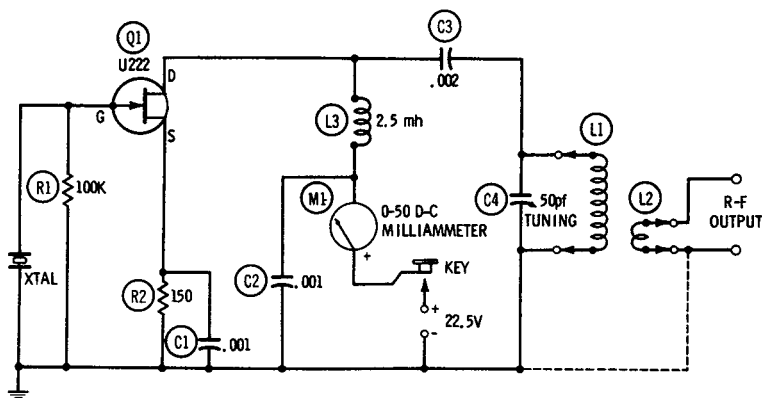 Q1
U222
D
G
S
C3
.002
L3
2.5 mh
L1
R1
100K
M1
0-50 D-C
MILLIAMMETER
+
C4
50pf
TUNING
L2
R-F
OUTPUT
XTAL
R2
150
C1
.001
C2
.001
KEY
+
22.5V
-